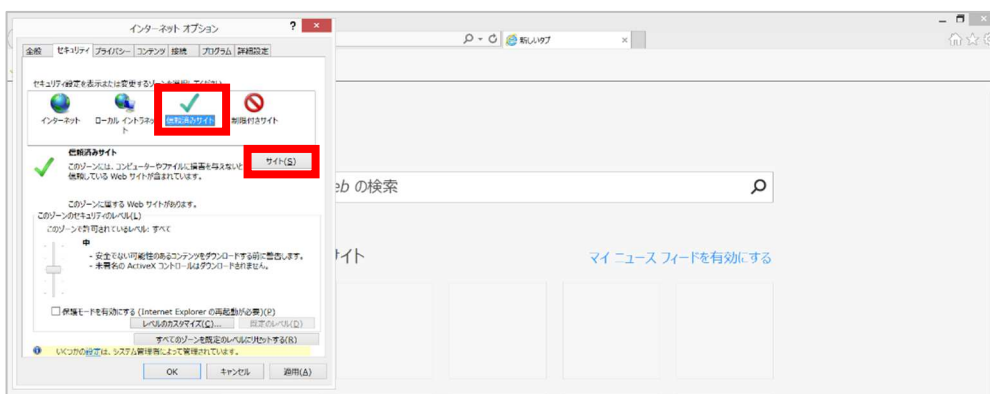 インターネット オプション
新しいタブ
全般 セキュリティ プライバシー コンテンツ 接続 プログラム 詳細設定
セキュリティ設定を表示または変更するゾーンを選択してください
インターネット
ローカル イントラネット
信頼済みサイト
制限付きサイト
信頼済みサイト
サイト(S)
このゾーンには、コンピューターやファイルに損害を与えないと
信頼している Web サイトが含まれています。
このゾーンに属する Web サイトがあります。
このゾーンのセキュリティのレベル(L)
このゾーンで許可されているレベル: すべて
中
- 安全でない可能性のあるコンテンツをダウンロードする前に警告します。
- 未署名の ActiveX コントロールはダウンロードされません。
保護モードを有効にする (Internet Explorer の再起動が必要)(P)
レベルのカスタマイズ(C)... 既定のレベル(D)
すべてのゾーンを既定のレベルにリセットする(R)
いくつかの設定は、システム管理者によって管理されています。
OK キャンセル 適用(A)
eb の検索
サイト
マイ ニュース フィードを有効にする